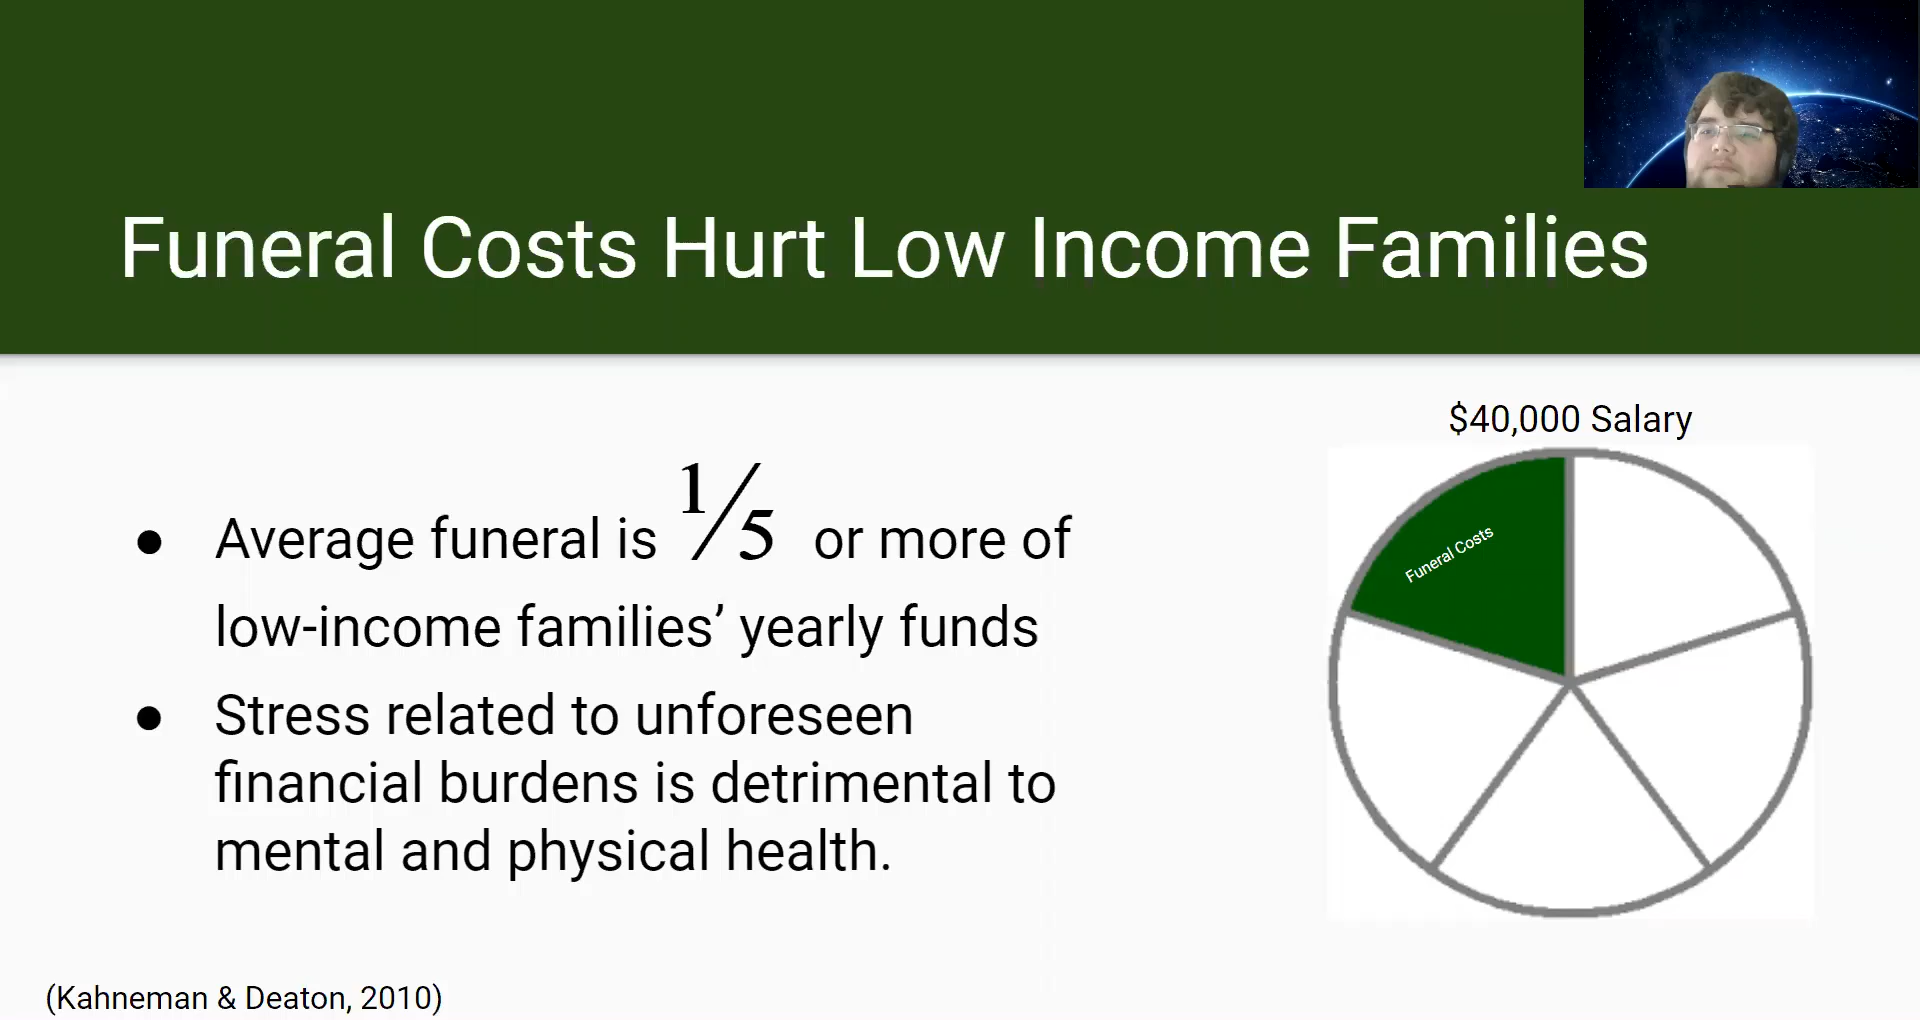 Funeral Costs Hurt Low Income Families
$40,000 Salary
Funeral Costs
● Average funeral is ⅕ or more of
low-income families’ yearly funds
● Stress related to unforeseen
financial burdens is detrimental to
mental and physical health.
(Kahneman & Deaton, 2010)